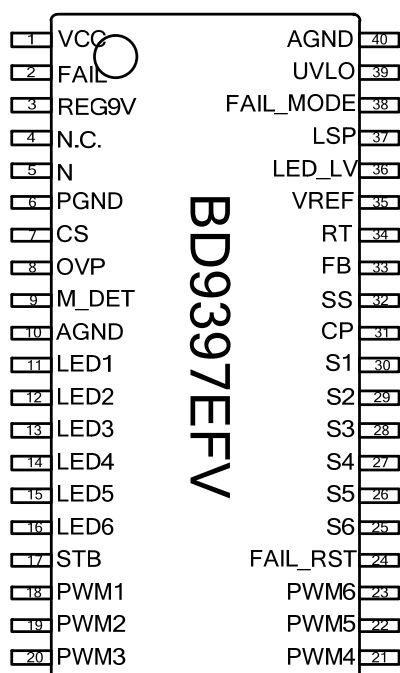 1 VCC AGND 40
2 FAIL UVLO 39
3 REG9V FAIL_MODE 38
4 N.C. LSP 37
5 N LED_LV 36
6 PGND VREF 35
7 CS RT 34
8 OVP FB 33
9 M_DET SS 32
10 AGND CP 31
11 LED1 S1 30
12 LED2 S2 29
13 LED3 S3 28
14 LED4 S4 27
15 LED5 S5 26
16 LED6 S6 25
17 STB FAIL_RST 24
18 PWM1 PWM6 23
19 PWM2 PWM5 22
20 PWM3 PWM4 21
BD9397EFV